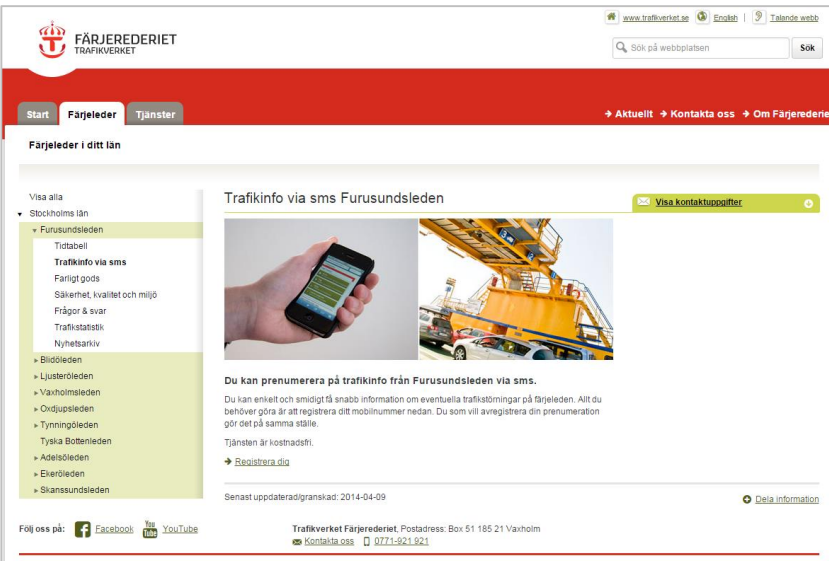 www.trafikverket.se English | Talande webb
FÄRJEREDERIET
TRAFIKVERKET
Sök på webbplatsen Sök
Start Färjeleder Tjänster
Aktuellt Kontakta oss Om Färjerederie
Färjeleder i ditt län
Visa alla
Stockholms län
Furusundsleden
Tidtabell
Trafikinfo via sms
Farligt gods
Säkerhet, kvalitet och miljö
Frågor & svar
Trafikstatistik
Nyhetsarkiv
Blidöleden
Ljusteröleden
Vaxholmsleden
Oxdjupsleden
Tynningöleden
Tyska Bottenleden
Adelsöleden
Ekeröleden
Skanssundsleden
Trafikinfo via sms Furusundsleden
Visa kontaktuppgifter
Du kan prenumerera på trafikinfo från Furusundsleden via sms.
Du kan enkelt och smidigt få snabb information om eventuella trafikstörningar på färjeleden. Allt du
behöver göra är att registrera ditt mobilnummer nedan. Du som vill avregistrera din prenumeration
gör det på samma ställe.
Tjänsten är kostnadsfri.
Registrera dig
Senast uppdaterad/granskad: 2014-04-09
Dela information
Följ oss på: Facebook You Tube YouTube
Trafikverket Färjerederiet, Postadress: Box 51 185 21 Vaxholm
Kontakta oss 0771-921 921